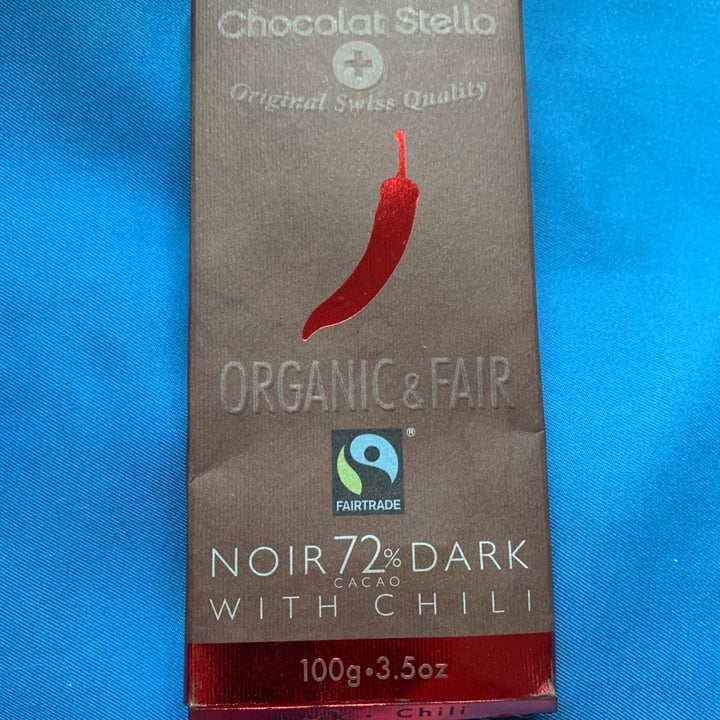 Chocolat Stella
Original Swiss Quality
ORGANIC & FAIR
®
FAIRTRADE
NOIR 72% DARK
CACAO
WITH CHILI
100g•3.5oz
Chili